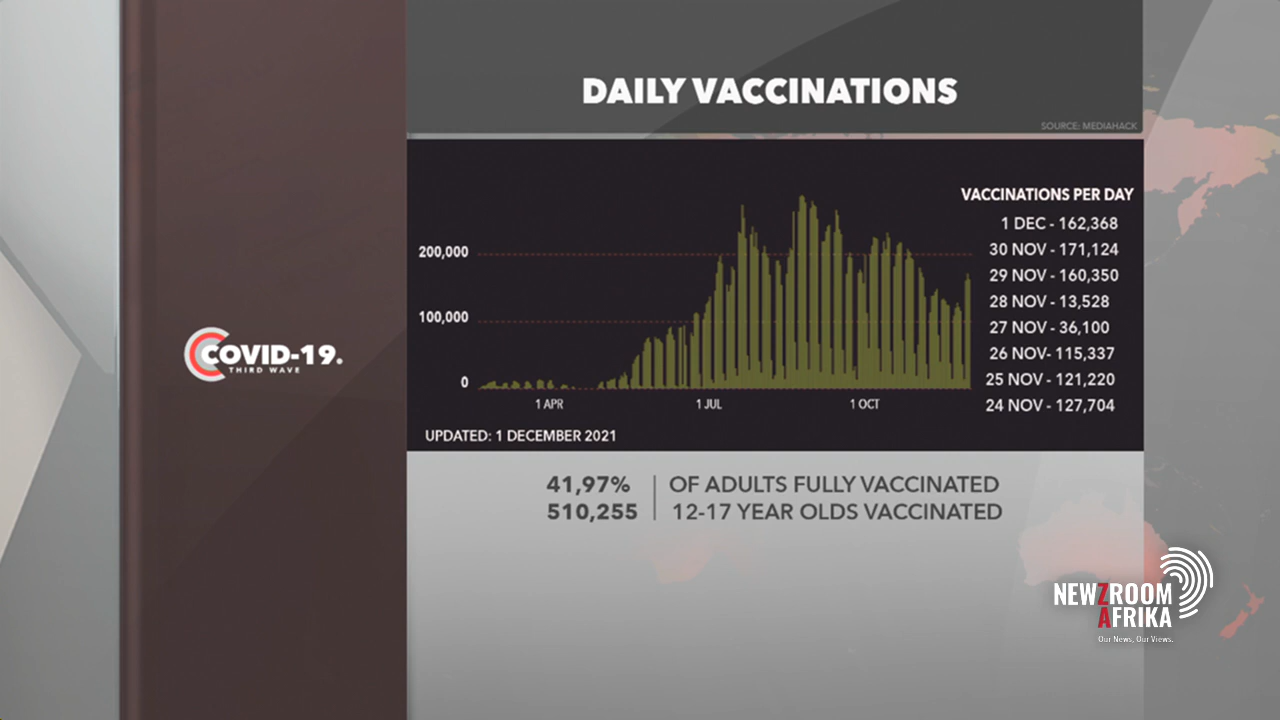 DAILY VACCINATIONS
SOURCE: MEDIAHACK
VACCINATIONS PER DAY
1 DEC - 162,368
30 NOV - 171,124
29 NOV - 160,350
28 NOV - 13,528
27 NOV - 36,100
26 NOV- 115,337
25 NOV - 121,220
24 NOV - 127,704
200,000
100,000
0
1 APR
1 JUL
1 OCT
UPDATED: 1 DECEMBER 2021
41,97% OF ADULTS FULLY VACCINATED
510,255 12-17 YEAR OLDS VACCINATED
COVID-19.
THIRD WAVE
NEWZROOM
AFRIKA
Our News, Our Views.